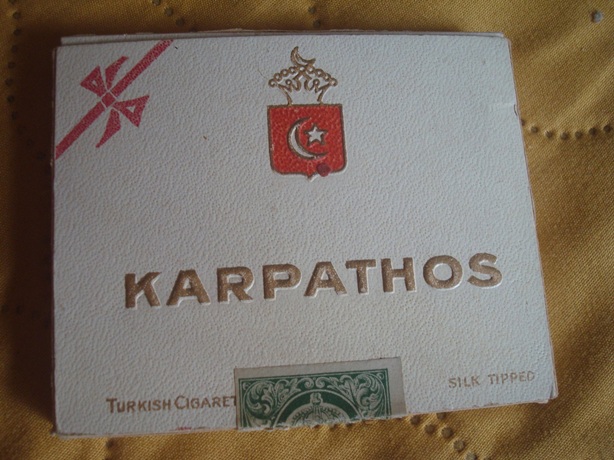 KARPATHOS
TURKISH CIGARET
SILK TIPPED